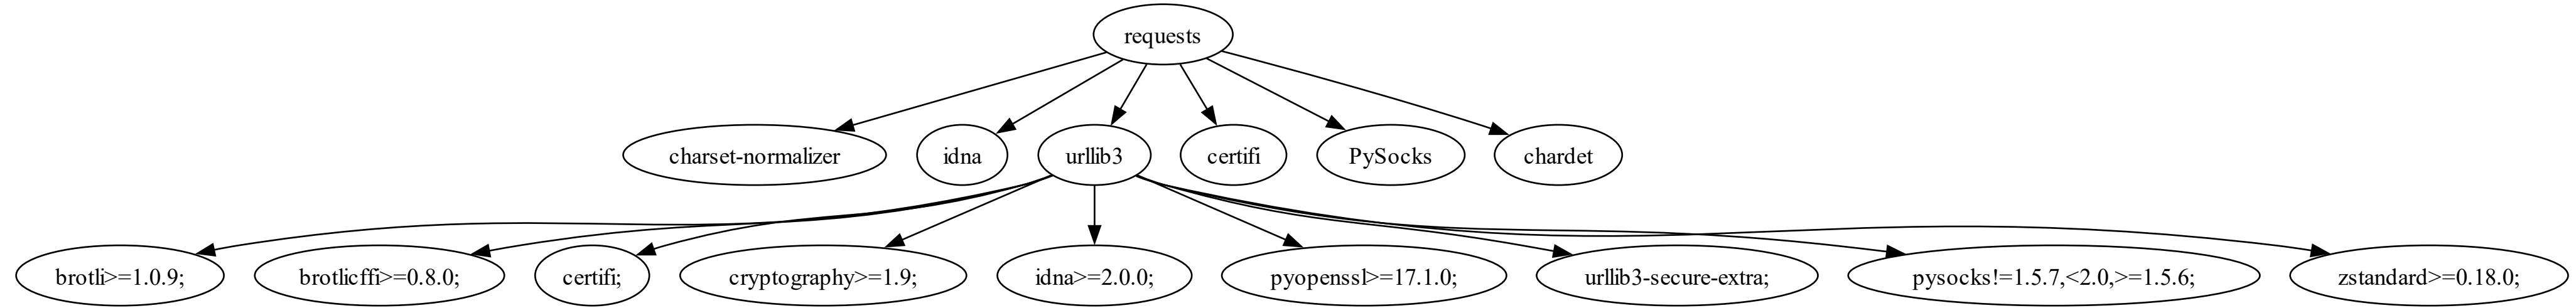 requests
charset-normalizer
idna
urllib3
certifi
PySocks
chardet
brotli>=1.0.9;
brotlicffi>=0.8.0;
certifi;
cryptography>=1.9;
idna>=2.0.0;
pyopenssl>=17.1.0;
urllib3-secure-extra;
pysocks!=1.5.7,<2.0,>=1.5.6;
zstandard>=0.18.0;